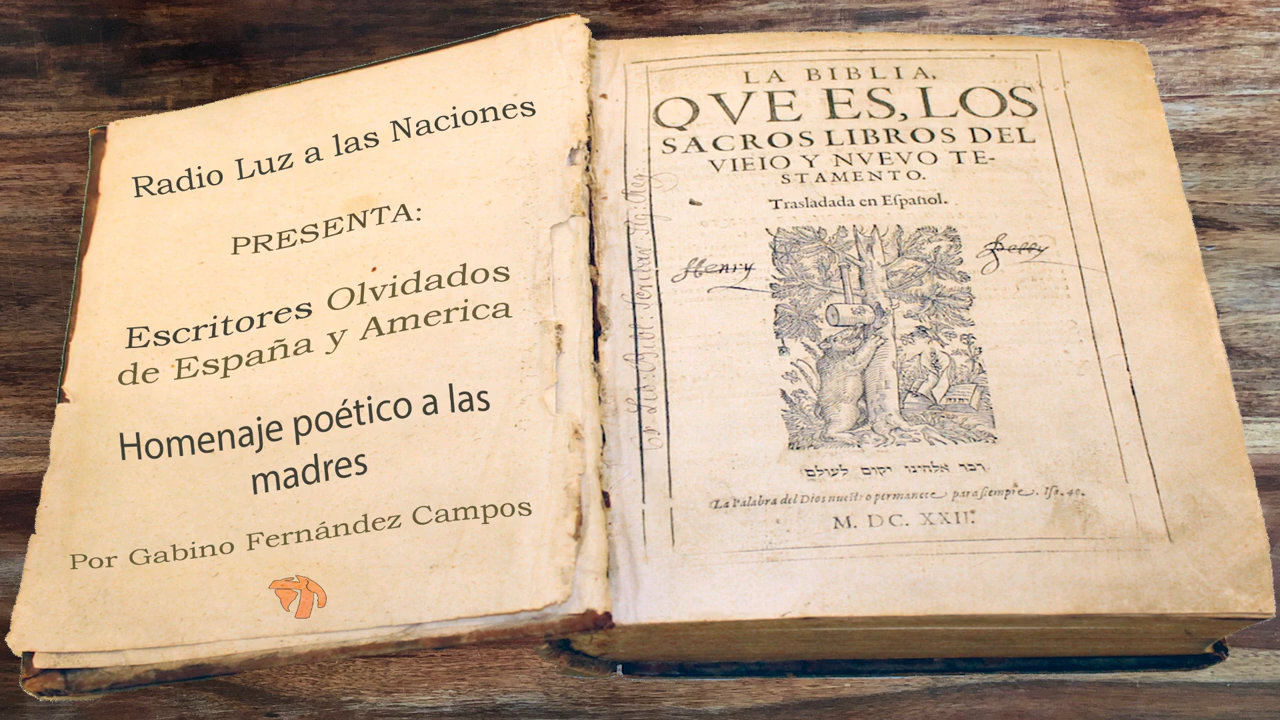 Radio Luz a las Naciones
PRESENTA:
Escritores Olvidados
de España y America
Homenaje poético a las
madres
Por Gabino Fernández Campos
LA BIBLIA,
QVE ES, LOS
SACROS LIBROS DEL
VIEIO Y NVEVO TE-
STAMENTO.
Trasladada en Español.
Henry
דבר אלהינו יקום לעולם
La Palabra del Dios nuestro permanece para siempre. Isa. 40.
M. DC. XXII.